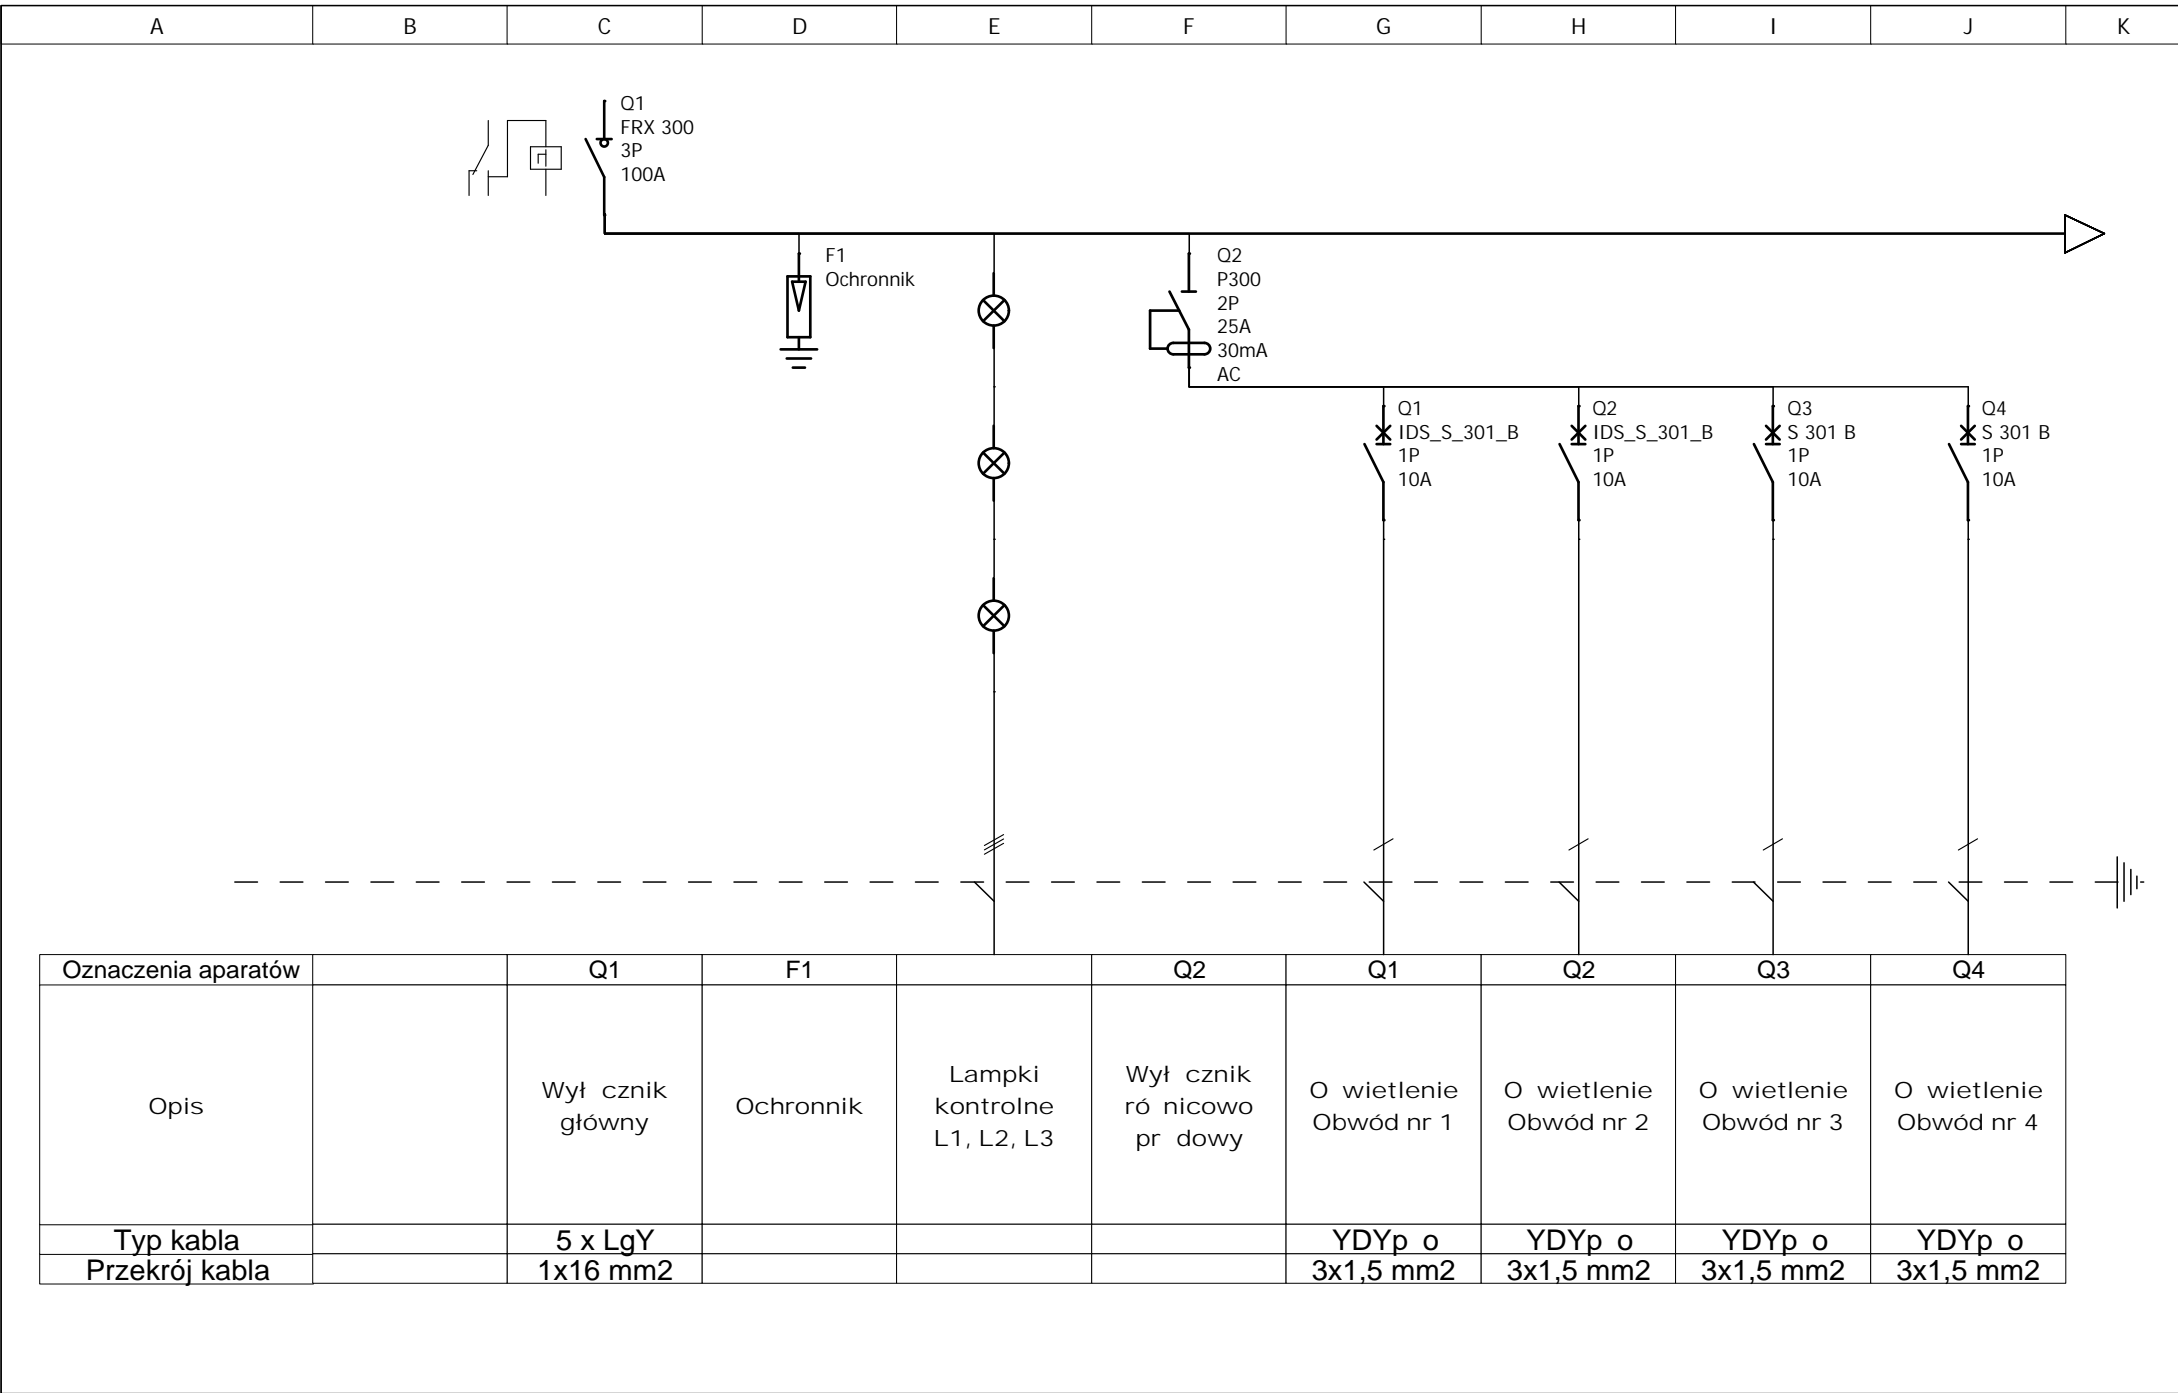 A B C D E F G H I J K
Q1
FRX 300
3P
100A
F1
Ochronnik
Q2
P300
2P
25A
30mA
AC
Q1
IDS_S_301_B
1P
10A
Q2
IDS_S_301_B
1P
10A
Q3
S 301 B
1P
10A
Q4
S 301 B
1P
10A
Oznaczenia aparatów Q1 F1 Q2 Q1 Q2 Q3 Q4
Opis
Wył cznik
główny
Ochronnik
Lampki
kontrolne
L1, L2, L3
Wył cznik
ró nicowo
pr dowy
O wietlenie
Obwód nr 1
O wietlenie
Obwód nr 2
O wietlenie
Obwód nr 3
O wietlenie
Obwód nr 4
Typ kabla 5 x LgY YDYp o YDYp o YDYp o YDYp o
Przekrój kabla 1x16 mm2 3x1,5 mm2 3x1,5 mm2 3x1,5 mm2 3x1,5 mm2